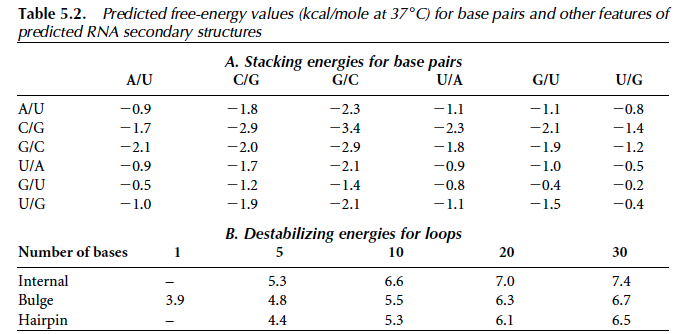 Table 5.2. Predicted free-energy values (kcal/mole at 37°C) for base pairs and other features of
predicted RNA secondary structures
A. Stacking energies for base pairs
A/U C/G G/C U/A G/U U/G
A/U −0.9 −1.8 −2.3 −1.1 −1.1 −0.8
C/G −1.7 −2.9 −3.4 −2.3 −2.1 −1.4
G/C −2.1 −2.0 −2.9 −1.8 −1.9 −1.2
U/A −0.9 −1.7 −2.1 −0.9 −1.0 −0.5
G/U −0.5 −1.2 −1.4 −0.8 −0.4 −0.2
U/G −1.0 −1.9 −2.1 −1.1 −1.5 −0.4
B. Destabilizing energies for loops
Number of bases 1 5 10 20 30
Internal – 5.3 6.6 7.0 7.4
Bulge 3.9 4.8 5.5 6.3 6.7
Hairpin – 4.4 5.3 6.1 6.5